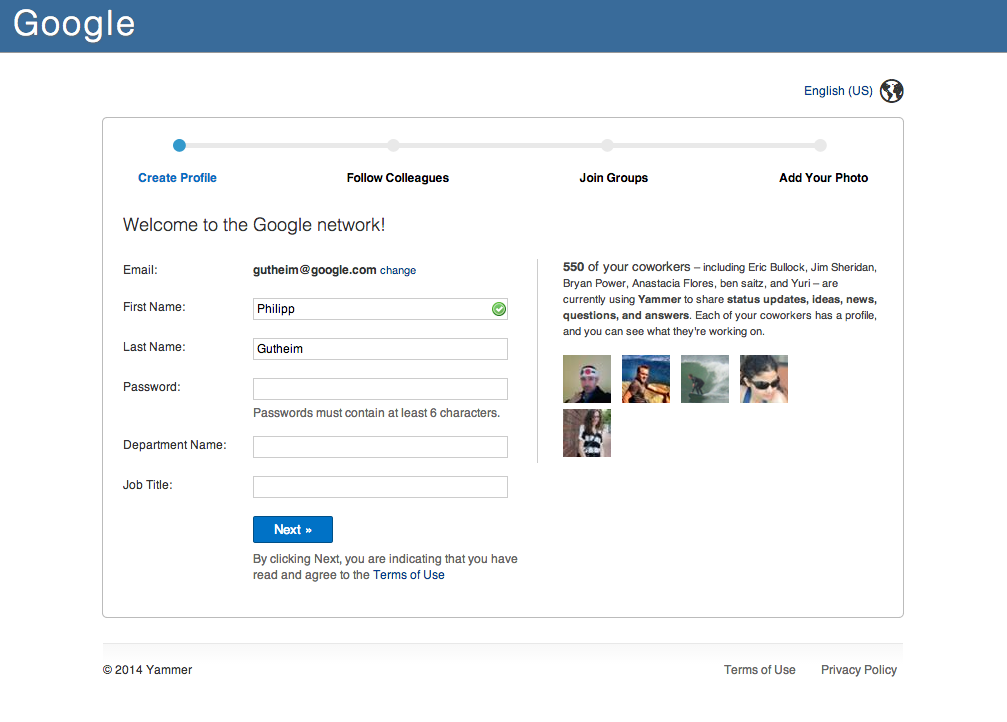 Google
English (US)
Create Profile
Follow Colleagues
Join Groups
Add Your Photo
Welcome to the Google network!
Email:
gutheim@google.com change
First Name:
Philipp
Last Name:
Gutheim
Password:
Passwords must contain at least 6 characters.
Department Name:
Job Title:
Next »
By clicking Next, you are indicating that you have
read and agree to the Terms of Use
550 of your coworkers – including Eric Bullock, Jim Sheridan,
Bryan Power, Anastacia Flores, ben saitz, and Yuri – are
currently using Yammer to share status updates, ideas, news,
questions, and answers. Each of your coworkers has a profile,
and you can see what they're working on.
© 2014 Yammer
Terms of Use
Privacy Policy